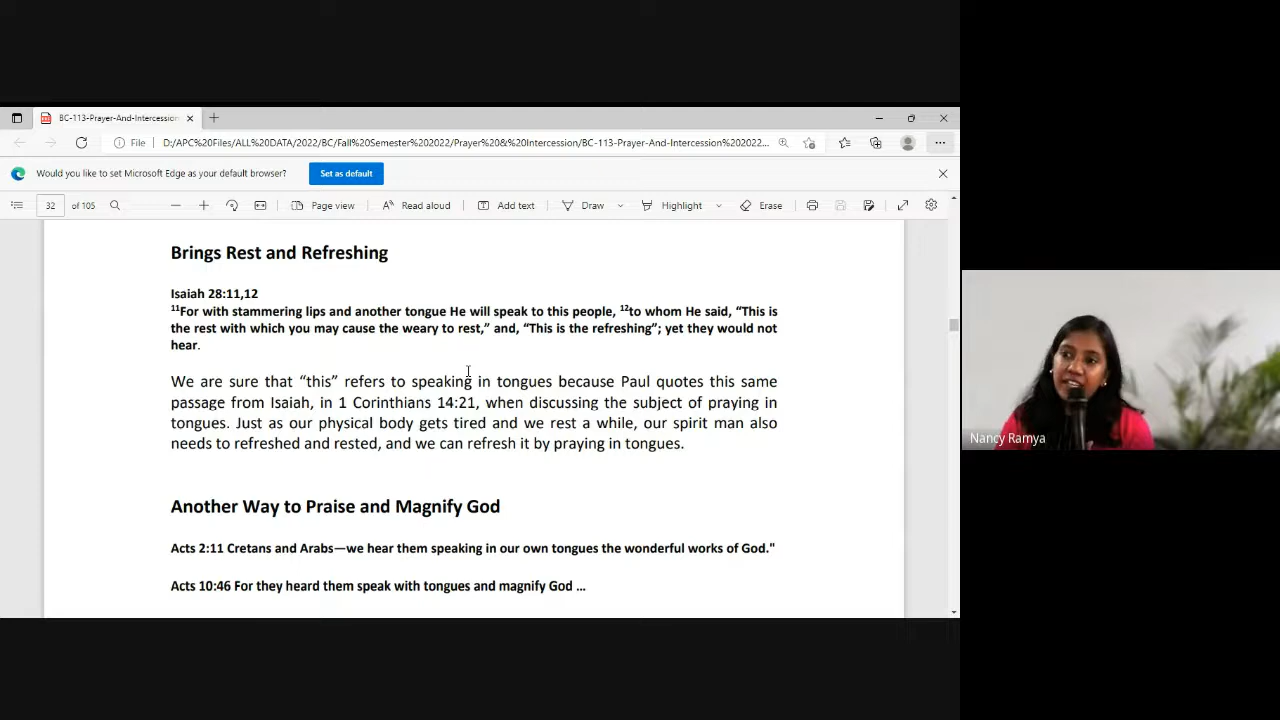 BC-113-Prayer-And-Intercession
File
D:/APC%20Files/ALL%20DATA/2022/BC/Fall%20Semester%202022/Prayer%20&%20Intercession/BC-113-Prayer-And-Intercession%202022...
Would you like to set Microsoft Edge as your default browser?
Set as default
32 of 105
Page view
Read aloud
Add text
Draw
Highlight
Erase
Brings Rest and Refreshing
Isaiah 28:11,12
11For with stammering lips and another tongue He will speak to this people, 12to whom He said, “This is
the rest with which you may cause the weary to rest,” and, “This is the refreshing”; yet they would not
hear.
We are sure that “this” refers to speaking in tongues because Paul quotes this same
passage from Isaiah, in 1 Corinthians 14:21, when discussing the subject of praying in
tongues. Just as our physical body gets tired and we rest a while, our spirit man also
needs to refreshed and rested, and we can refresh it by praying in tongues.
Another Way to Praise and Magnify God
Acts 2:11 Cretans and Arabs—we hear them speaking in our own tongues the wonderful works of God."
Acts 10:46 For they heard them speak with tongues and magnify God ...
Nancy Ramya